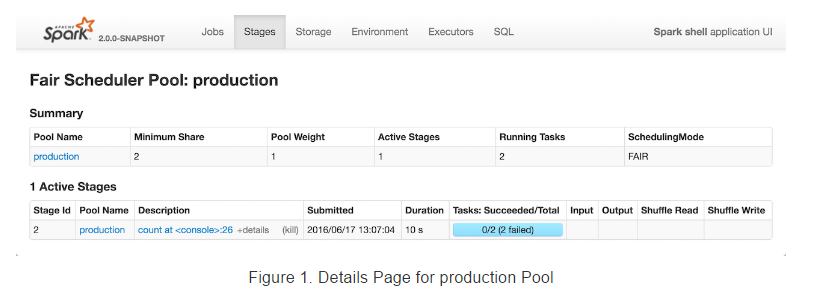 APACHE
Spark 2.0.0-SNAPSHOT Jobs Stages Storage Environment Executors SQL Spark shell application UI
Fair Scheduler Pool: production
Summary
Pool Name Minimum Share Pool Weight Active Stages Running Tasks SchedulingMode
production 2 1 1 2 FAIR
1 Active Stages
Stage Id Pool Name Description Submitted Duration Tasks: Succeeded/Total Input Output Shuffle Read Shuffle Write
2 production count at <console>:26 +details (kill) 2016/06/17 13:07:04 10 s 0/2 (2 failed)
Figure 1. Details Page for production Pool